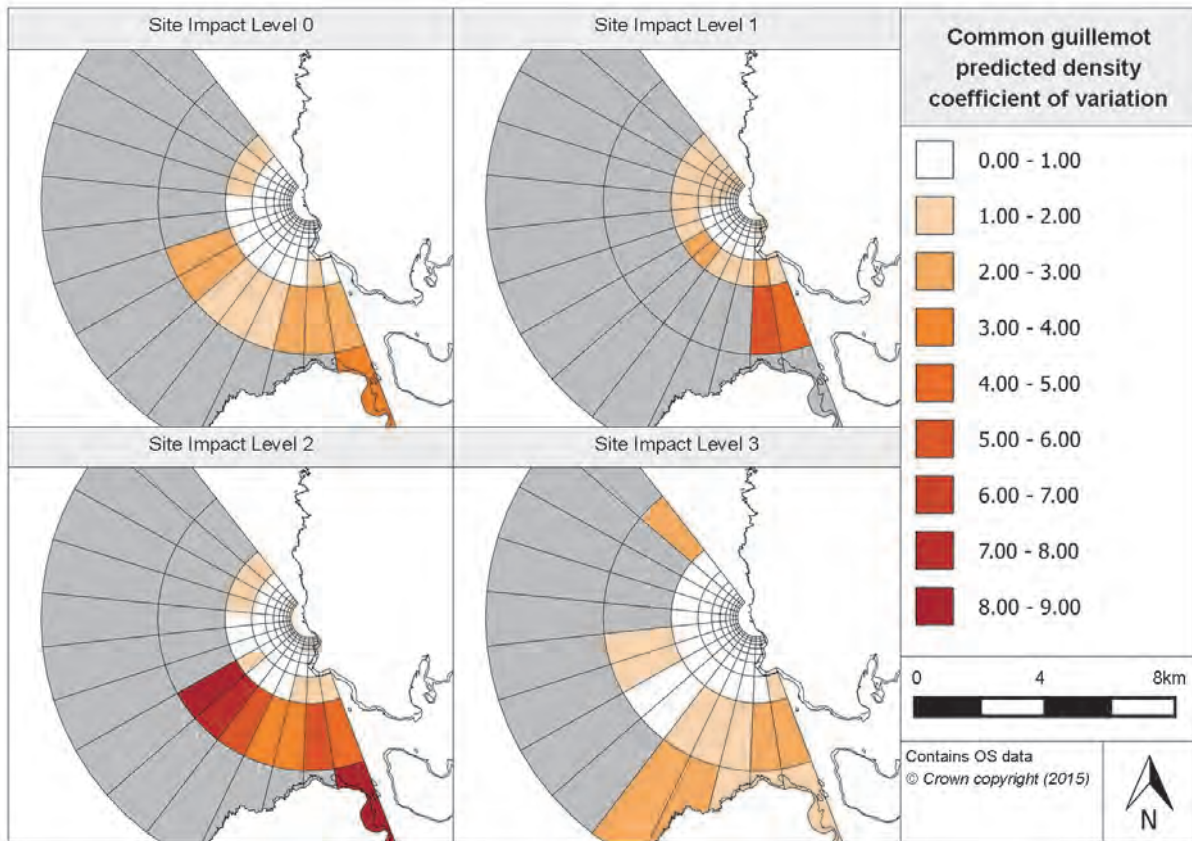 Site Impact Level 0
Site Impact Level 1
Site Impact Level 2
Site Impact Level 3
Common guillemot
predicted density
coefficient of variation
0.00 - 1.00
1.00 - 2.00
2.00 - 3.00
3.00 - 4.00
4.00 - 5.00
5.00 - 6.00
6.00 - 7.00
7.00 - 8.00
8.00 - 9.00
0 4 8km
Contains OS data
© Crown copyright (2015)
N